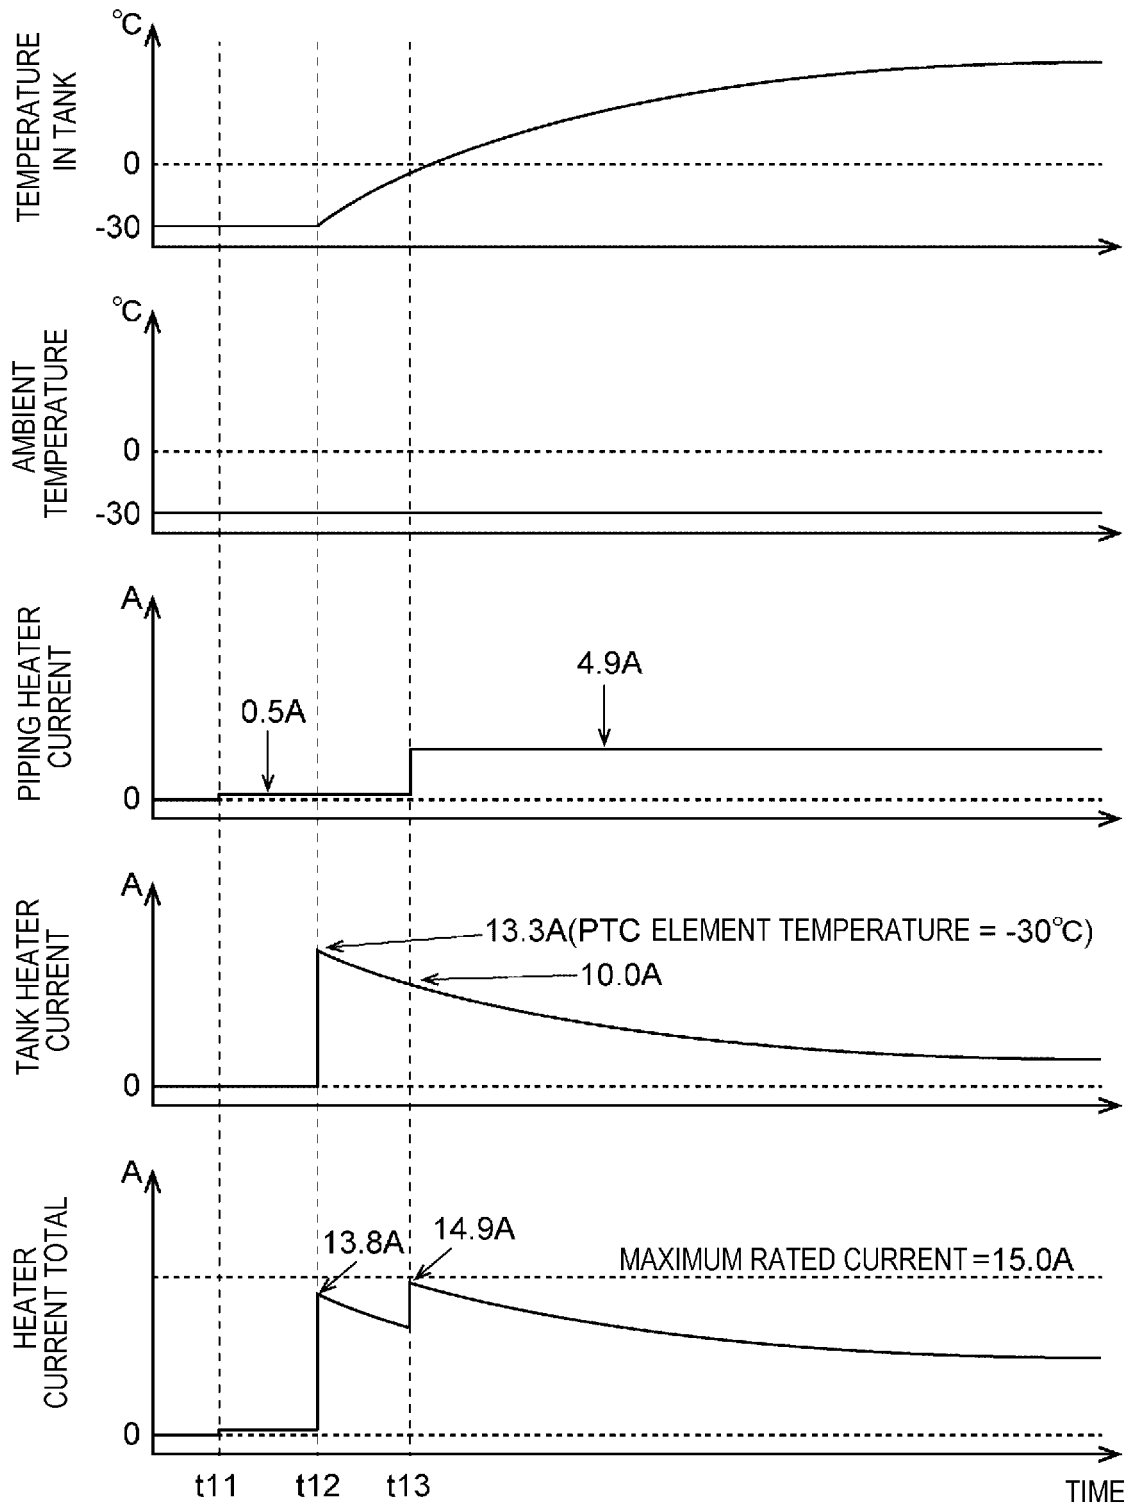 °C
TEMPERATURE
IN TANK
0
-30
°C
AMBIENT
TEMPERATURE
0
-30
A
PIPING HEATER
CURRENT
0.5A
4.9A
0
A
TANK HEATER
CURRENT
13.3A(PTC ELEMENT TEMPERATURE = -30°C)
10.0A
0
A
HEATER
CURRENT TOTAL
13.8A
14.9A
MAXIMUM RATED CURRENT =15.0A
0
t11 t12 t13 TIME